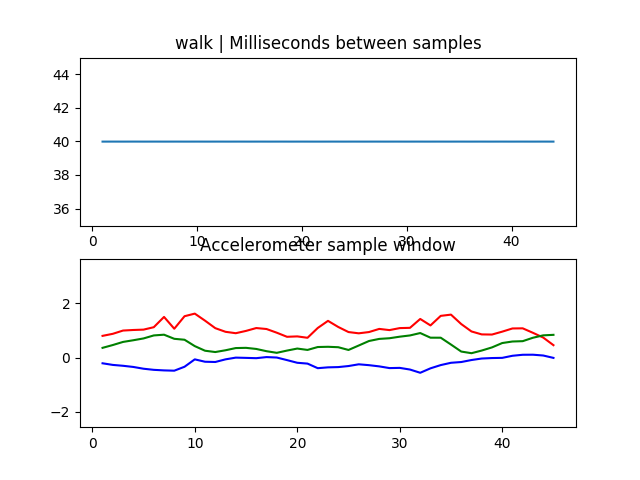 walk | Milliseconds between samples
44
42
40
38
36
0 10 20 30 40
Accelerometer sample window
2
0
−2
0 10 20 30 40